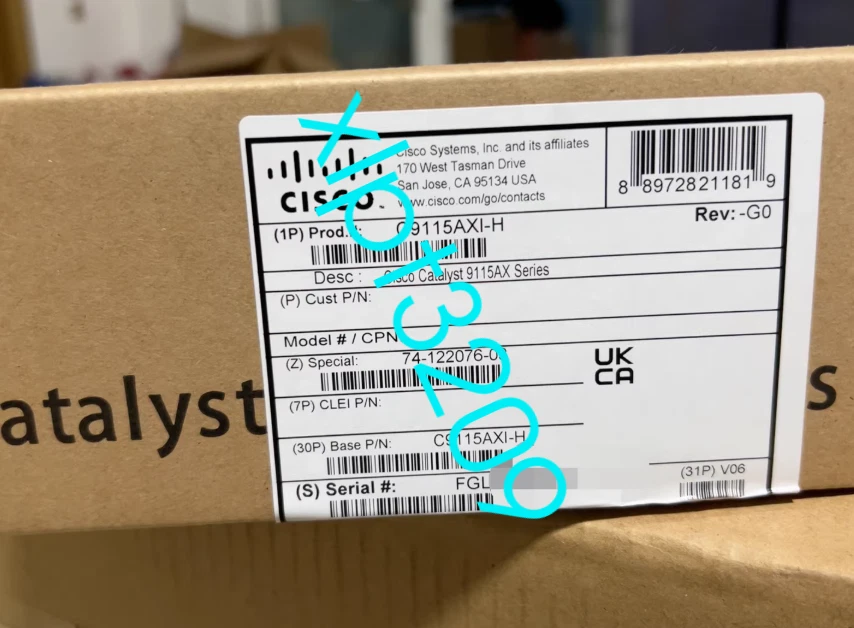 CISCO
Cisco Systems, Inc. and its affiliates
170 West Tasman Drive
San Jose, CA 95134 USA
www.cisco.com/go/contacts
8 8972821181 9
Rev: -G0
(1P) Prod.#: C9115AXI-H
Desc : Cisco Catalyst 9115AX Series
(P) Cust P/N:
Model # / CPN
(Z) Special: 74-122076-0
(7P) CLEI P/N:
(30P) Base P/N: C9115AXI-H
(S) Serial #: FGL
(31P) V06
UK
CA
atalyst
s
xlpt3209